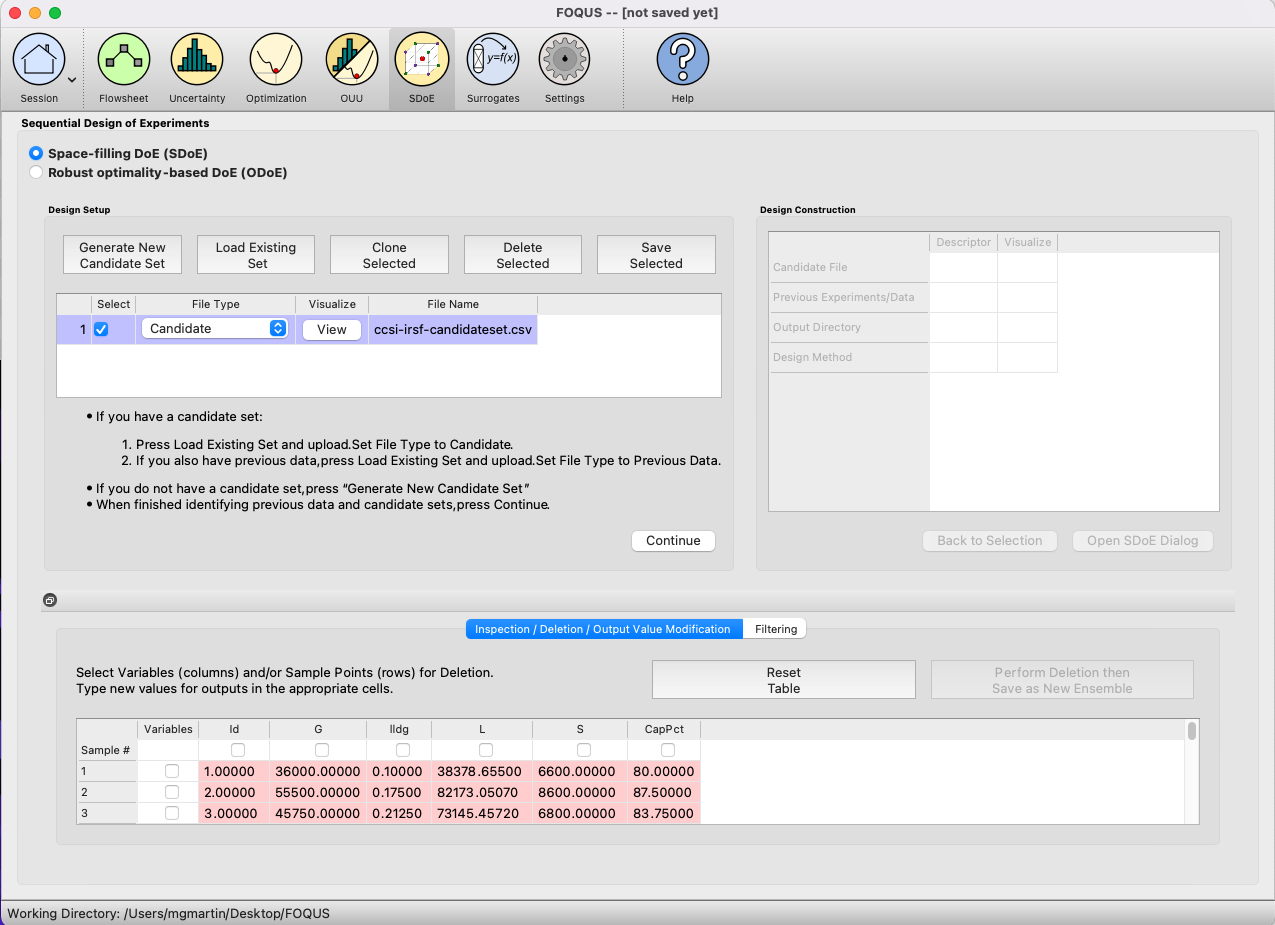 FOQUS -- [not saved yet]
Session
Flowsheet
Uncertainty
Optimization
OUU
SDoE
y=f(x)
Surrogates
Settings
Help
Sequential Design of Experiments
Space-filling DoE (SDoE)
Robust optimality-based DoE (ODoE)
Design Setup
Generate New
Candidate Set
Load Existing
Set
Clone
Selected
Delete
Selected
Save
Selected
Select File Type Visualize File Name
1 Candidate View ccsi-irsf-candidateset.csv
• If you have a candidate set:
1. Press Load Existing Set and upload.Set File Type to Candidate.
2. If you also have previous data,press Load Existing Set and upload.Set File Type to Previous Data.
• If you do not have a candidate set,press “Generate New Candidate Set”
• When finished identifying previous data and candidate sets,press Continue.
Continue
Design Construction
Descriptor Visualize
Candidate File
Previous Experiments/Data
Output Directory
Design Method
Back to Selection
Open SDoE Dialog
Inspection / Deletion / Output Value Modification
Filtering
Select Variables (columns) and/or Sample Points (rows) for Deletion.
Type new values for outputs in the appropriate cells.
Reset
Table
Perform Deletion then
Save as New Ensemble
Variables Id G lldg L S CapPct
Sample #
1 1.00000 36000.00000 0.10000 38378.65500 6600.00000 80.00000
2 2.00000 55500.00000 0.17500 82173.05070 8600.00000 87.50000
3 3.00000 45750.00000 0.21250 73145.45720 6800.00000 83.75000
Working Directory: /Users/mgmartin/Desktop/FOQUS